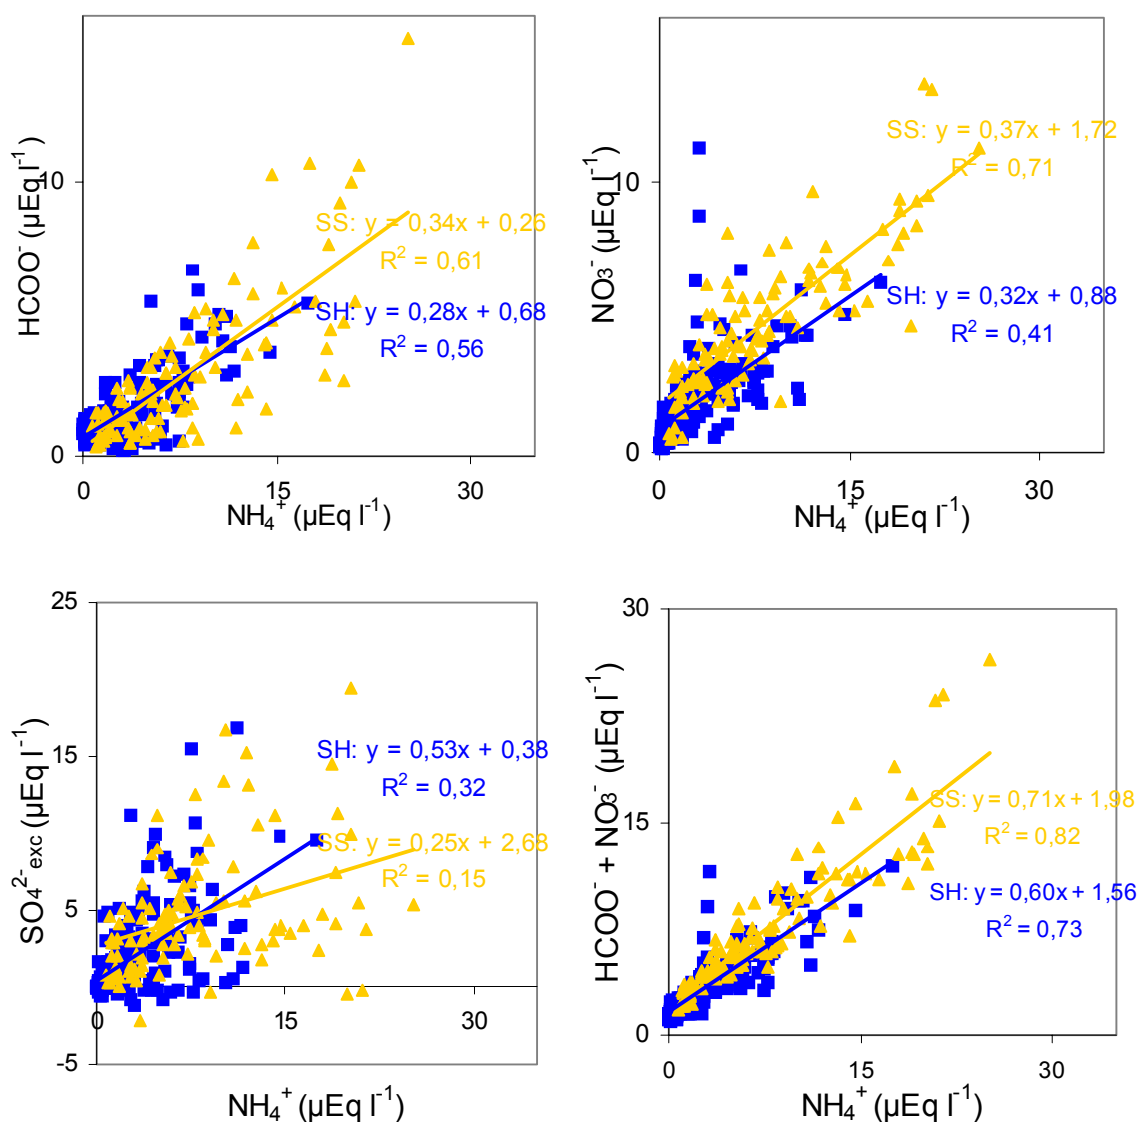 HCOO⁻ (µEq l⁻¹)
10
0
SS: y = 0,34x + 0,26
R² = 0,61
SH: y = 0,28x + 0,68
R² = 0,56
0 15 30
NH₄⁺ (µEq l⁻¹)
NO₃⁻ (µEq l⁻¹)
10
0
SS: y = 0,37x + 1,72
R² = 0,71
SH: y = 0,32x + 0,88
R² = 0,41
0 15 30
NH₄⁺ (µEq l⁻¹)
SO₄²⁻exc (µEq l⁻¹)
25
15
5
-5
SH: y = 0,53x + 0,38
R² = 0,32
SS: y = 0,25x + 2,68
R² = 0,15
0 15 30
NH₄⁺ (µEq l⁻¹)
HCOO⁻ + NO₃⁻ (µEq l⁻¹)
30
15
0
SS: y = 0,71x + 1,98
R² = 0,82
SH: y = 0,60x + 1,56
R² = 0,73
0 15 30
NH₄⁺ (µEq l⁻¹)